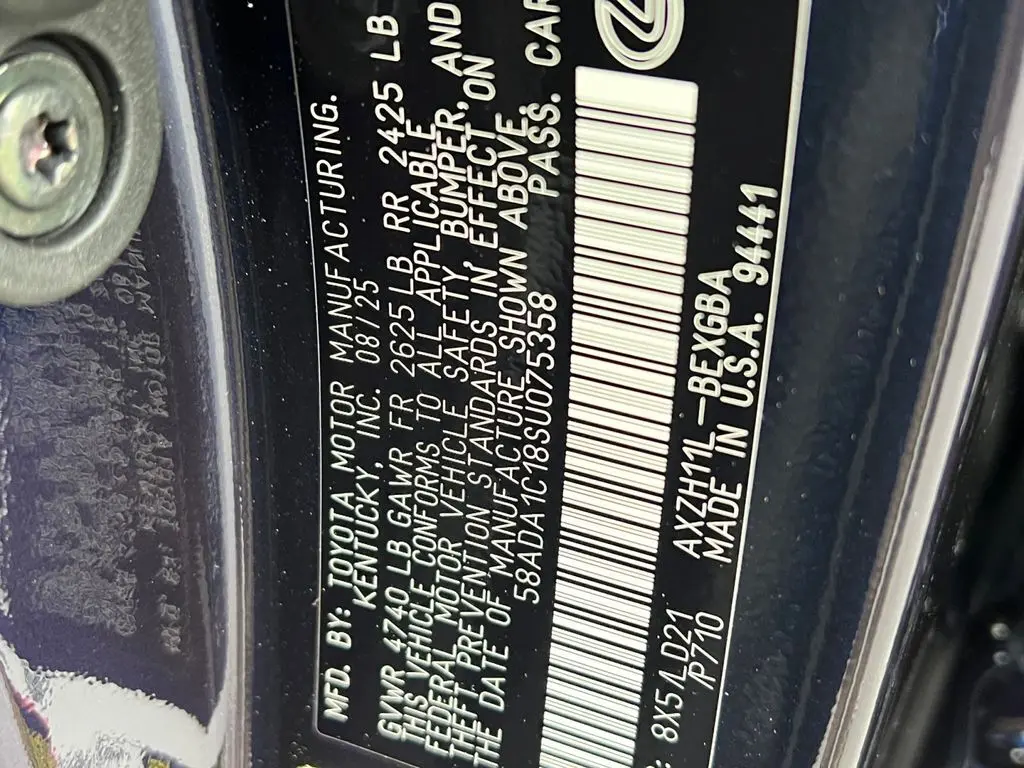 MFD. BY: TOYOTA MOTOR MANUFACTURING.
KENTUCKY, INC. 08/25
GVWR 4740 LB GAWR FR 2625 LB RR 2425 LB
THIS VEHICLE CONFORMS TO ALL APPLICABLE
FEDERAL MOTOR VEHICLE SAFETY, BUMPER, AND
THEFT PREVENTION STANDARDS IN EFFECT ON
THE DATE OF MANUFACTURE SHOWN ABOVE.
58ADA1C18SU075358 PASS. CAR
8X5/LD21 AXZH11L-BEXGBA
/P710 MADE IN U.S.A. 94441